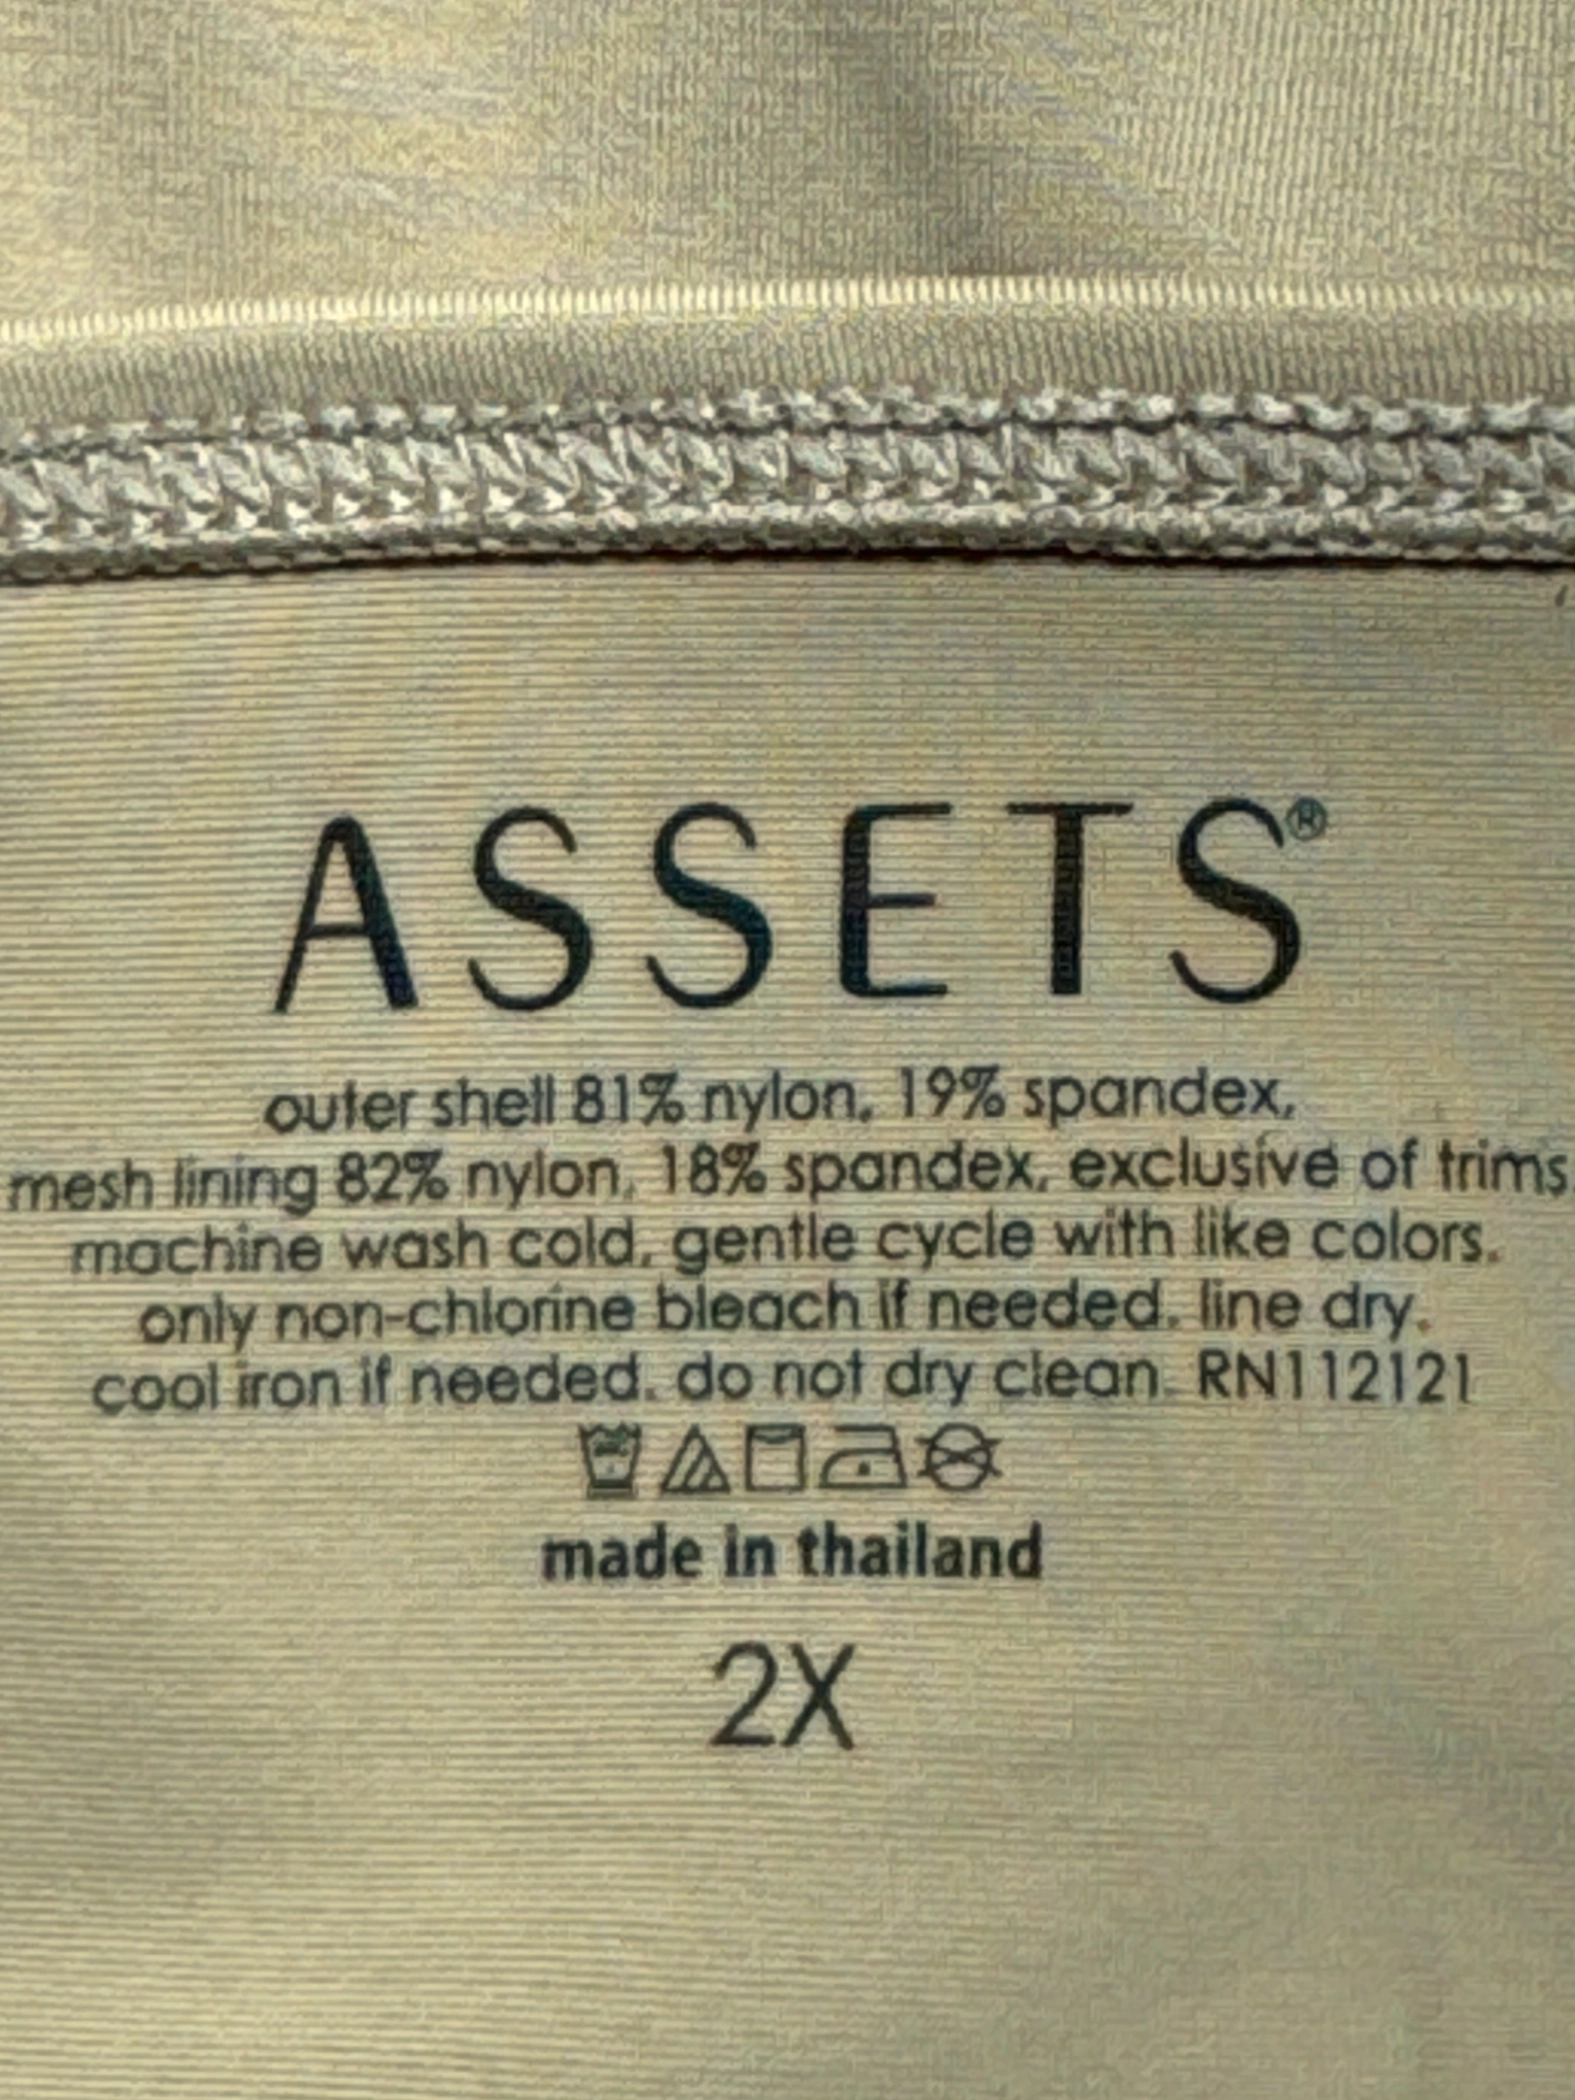 ASSETS®
outer shell 81% nylon, 19% spandex,
mesh lining 82% nylon, 18% spandex, exclusive of trims.
machine wash cold, gentle cycle with like colors.
only non-chlorine bleach if needed. line dry.
cool iron if needed. do not dry clean. RN112121
made in thailand
2X